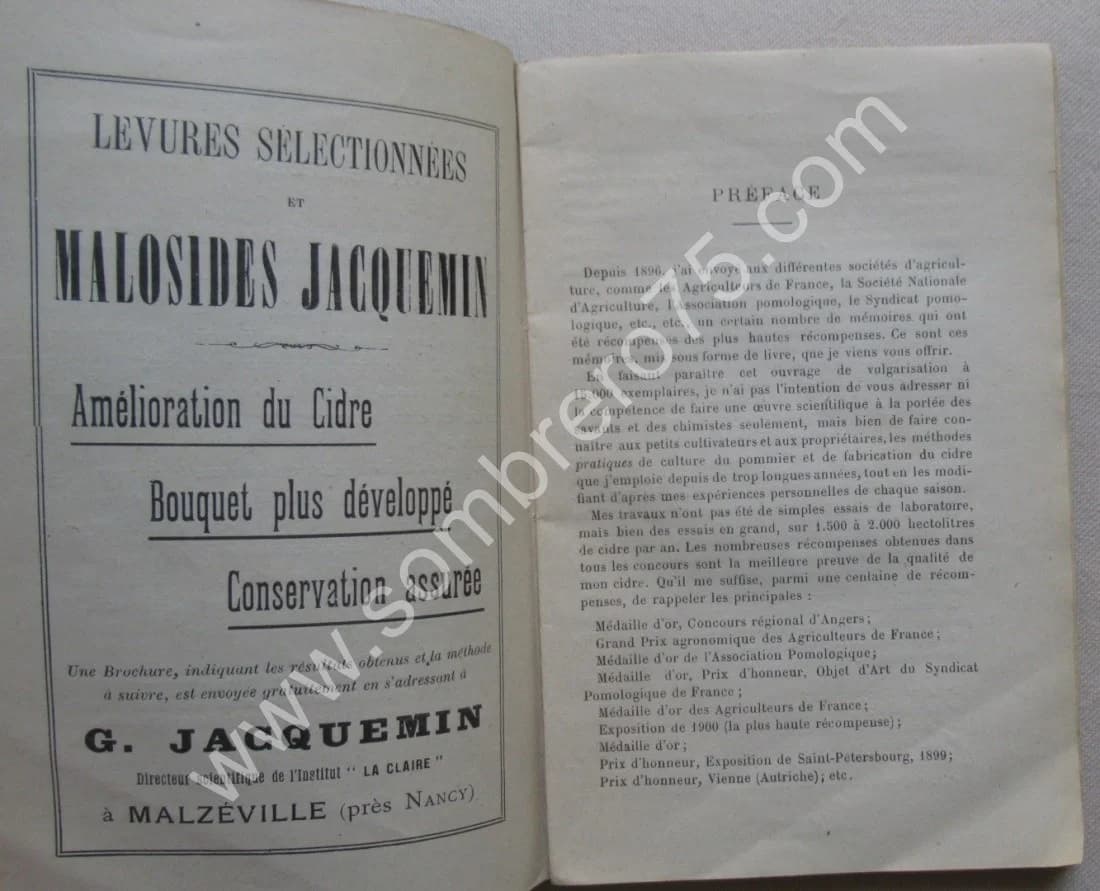 LEVURES SÉLECTIONNÉES
ET
MALOSIDES JACQUEMIN
Amélioration du Cidre
Bouquet plus développé
Conservation assurée
Une Brochure, indiquant les résultats obtenus et la méthode
à suivre, est envoyée gratuitement en s'adressant à
G. JACQUEMIN
Directeur scientifique de l'Institut " LA CLAIRE "
à MALZÉVILLE (près NANCY)
PRÉFACE
Depuis 1896, j'ai envoyé aux différentes sociétés d'agricul-
ture, comme les Agriculteurs de France, la Société Nationale
d'Agriculture, l'Association pomologique, le Syndicat pomo-
logique, etc., etc., un certain nombre de mémoires qui ont
été récompensés des plus hautes récompenses. Ce sont ces
mémoires, mis sous forme de livre, que je viens vous offrir.
En faisant paraître cet ouvrage de vulgarisation à
exemplaires, je n'ai pas l'intention de vous adresser ni
la compétence de faire une œuvre scientifique à la portée des
savants et des chimistes seulement, mais bien de faire con-
naître aux petits cultivateurs et aux propriétaires, les méthodes
pratiques de culture du pommier et de fabrication du cidre
que j'emploie depuis de trop longues années, tout en les modi-
fiant d'après mes expériences personnelles de chaque saison.
Mes travaux n'ont pas été de simples essais de laboratoire,
mais bien des essais en grand, sur 1.500 à 2.000 hectolitres
de cidre par an. Les nombreuses récompenses obtenues dans
tous les concours sont la meilleure preuve de la qualité de
mon cidre. Qu'il me suffise, parmi une centaine de récom-
penses, de rappeler les principales :
Médaille d'or, Concours régional d'Angers ;
Grand Prix agronomique des Agriculteurs de France ;
Médaille d'or de l'Association Pomologique ;
Médaille d'or, Prix d'honneur, Objet d'Art du Syndicat
Pomologique de France ;
Médaille d'or des Agriculteurs de France ;
Exposition de 1900 (la plus haute récompense) ;
Médaille d'or ;
Prix d'honneur, Exposition de Saint-Petersbourg, 1899 ;
Prix d'honneur, Vienne (Autriche) ; etc.
www.sombrero75.com